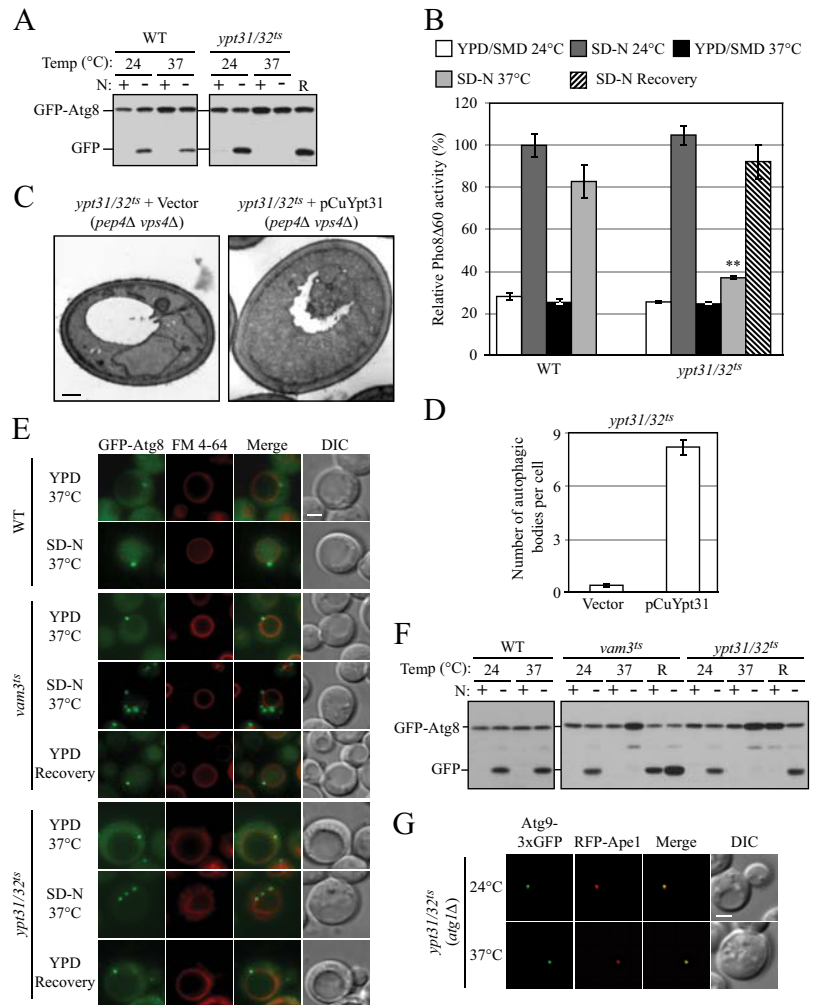 A
WT ypt31/32ts
Temp (°C) 24 37 24 37
N: + - + - + - + - R
GFP-Atg8
GFP
B
YPD/SMD 24°C SD-N 24°C YPD/SMD 37°C
SD-N 37°C SD-N Recovery
Relative Pho8Δ60 activity (%)
120
100
80
60
40
20
0
**
WT ypt31/32ts
C
ypt31/32ts + Vector ypt31/32ts + pCuYpt31
(pep4Δ vps4Δ) (pep4Δ vps4Δ)
D
ypt31/32ts
Number of autophagic
bodies per cell
9
6
3
0
Vector pCuYpt31
E
GFP-Atg8 FM 4-64 Merge DIC
WT
YPD
37°C
SD-N
37°C
vam3ts
YPD
37°C
SD-N
37°C
YPD
Recovery
ypt31/32ts
YPD
37°C
SD-N
37°C
YPD
Recovery
F
WT vam3ts ypt31/32ts
Temp (°C) 24 37 24 37 R 24 37 R
N: + - + - + - + - + - + - + - + -
GFP-Atg8
GFP
G
Atg9-
3xGFP RFP-Ape1 Merge DIC
ypt31/32ts
(atg1Δ)
24°C
37°C